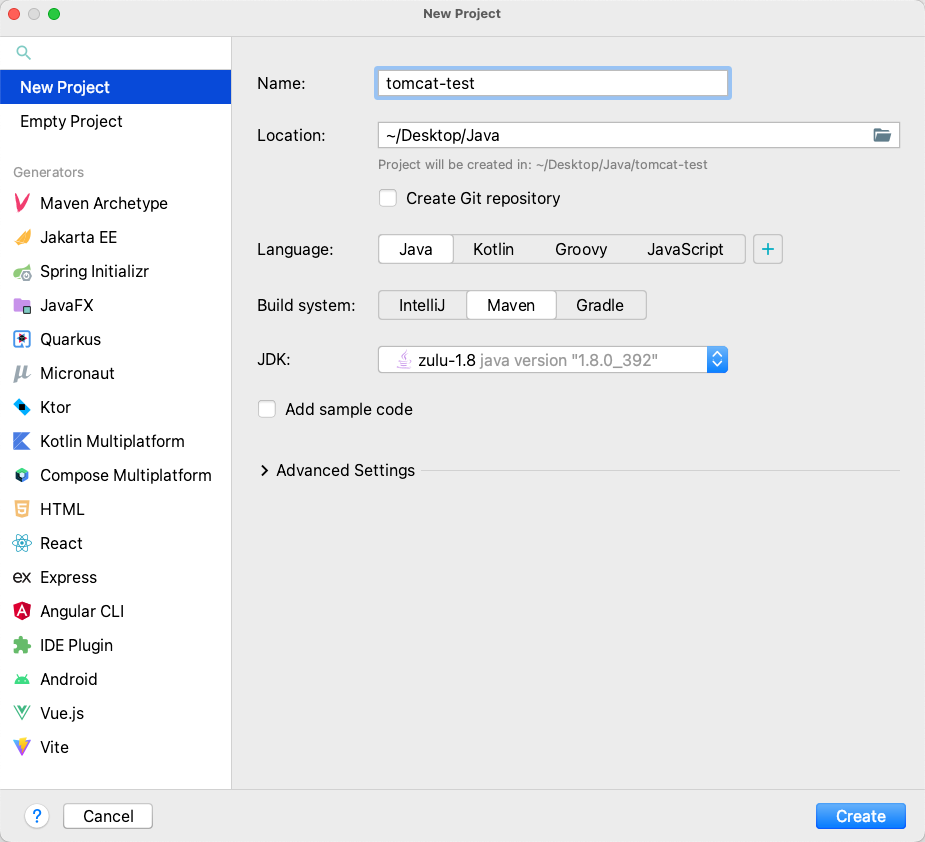 New Project
New Project
Empty Project
Generators
Maven Archetype
Jakarta EE
Spring Initializr
JavaFX
Quarkus
Micronaut
Ktor
Kotlin Multiplatform
Compose Multiplatform
HTML
React
ex Express
Angular CLI
IDE Plugin
Android
Vue.js
Vite
Name: tomcat-test
Location: ~/Desktop/Java
Project will be created in: ~/Desktop/Java/tomcat-test
Create Git repository
Language: Java Kotlin Groovy JavaScript +
Build system: IntelliJ Maven Gradle
JDK: zulu-1.8 java version "1.8.0_392"
Add sample code
Advanced Settings
? Cancel Create